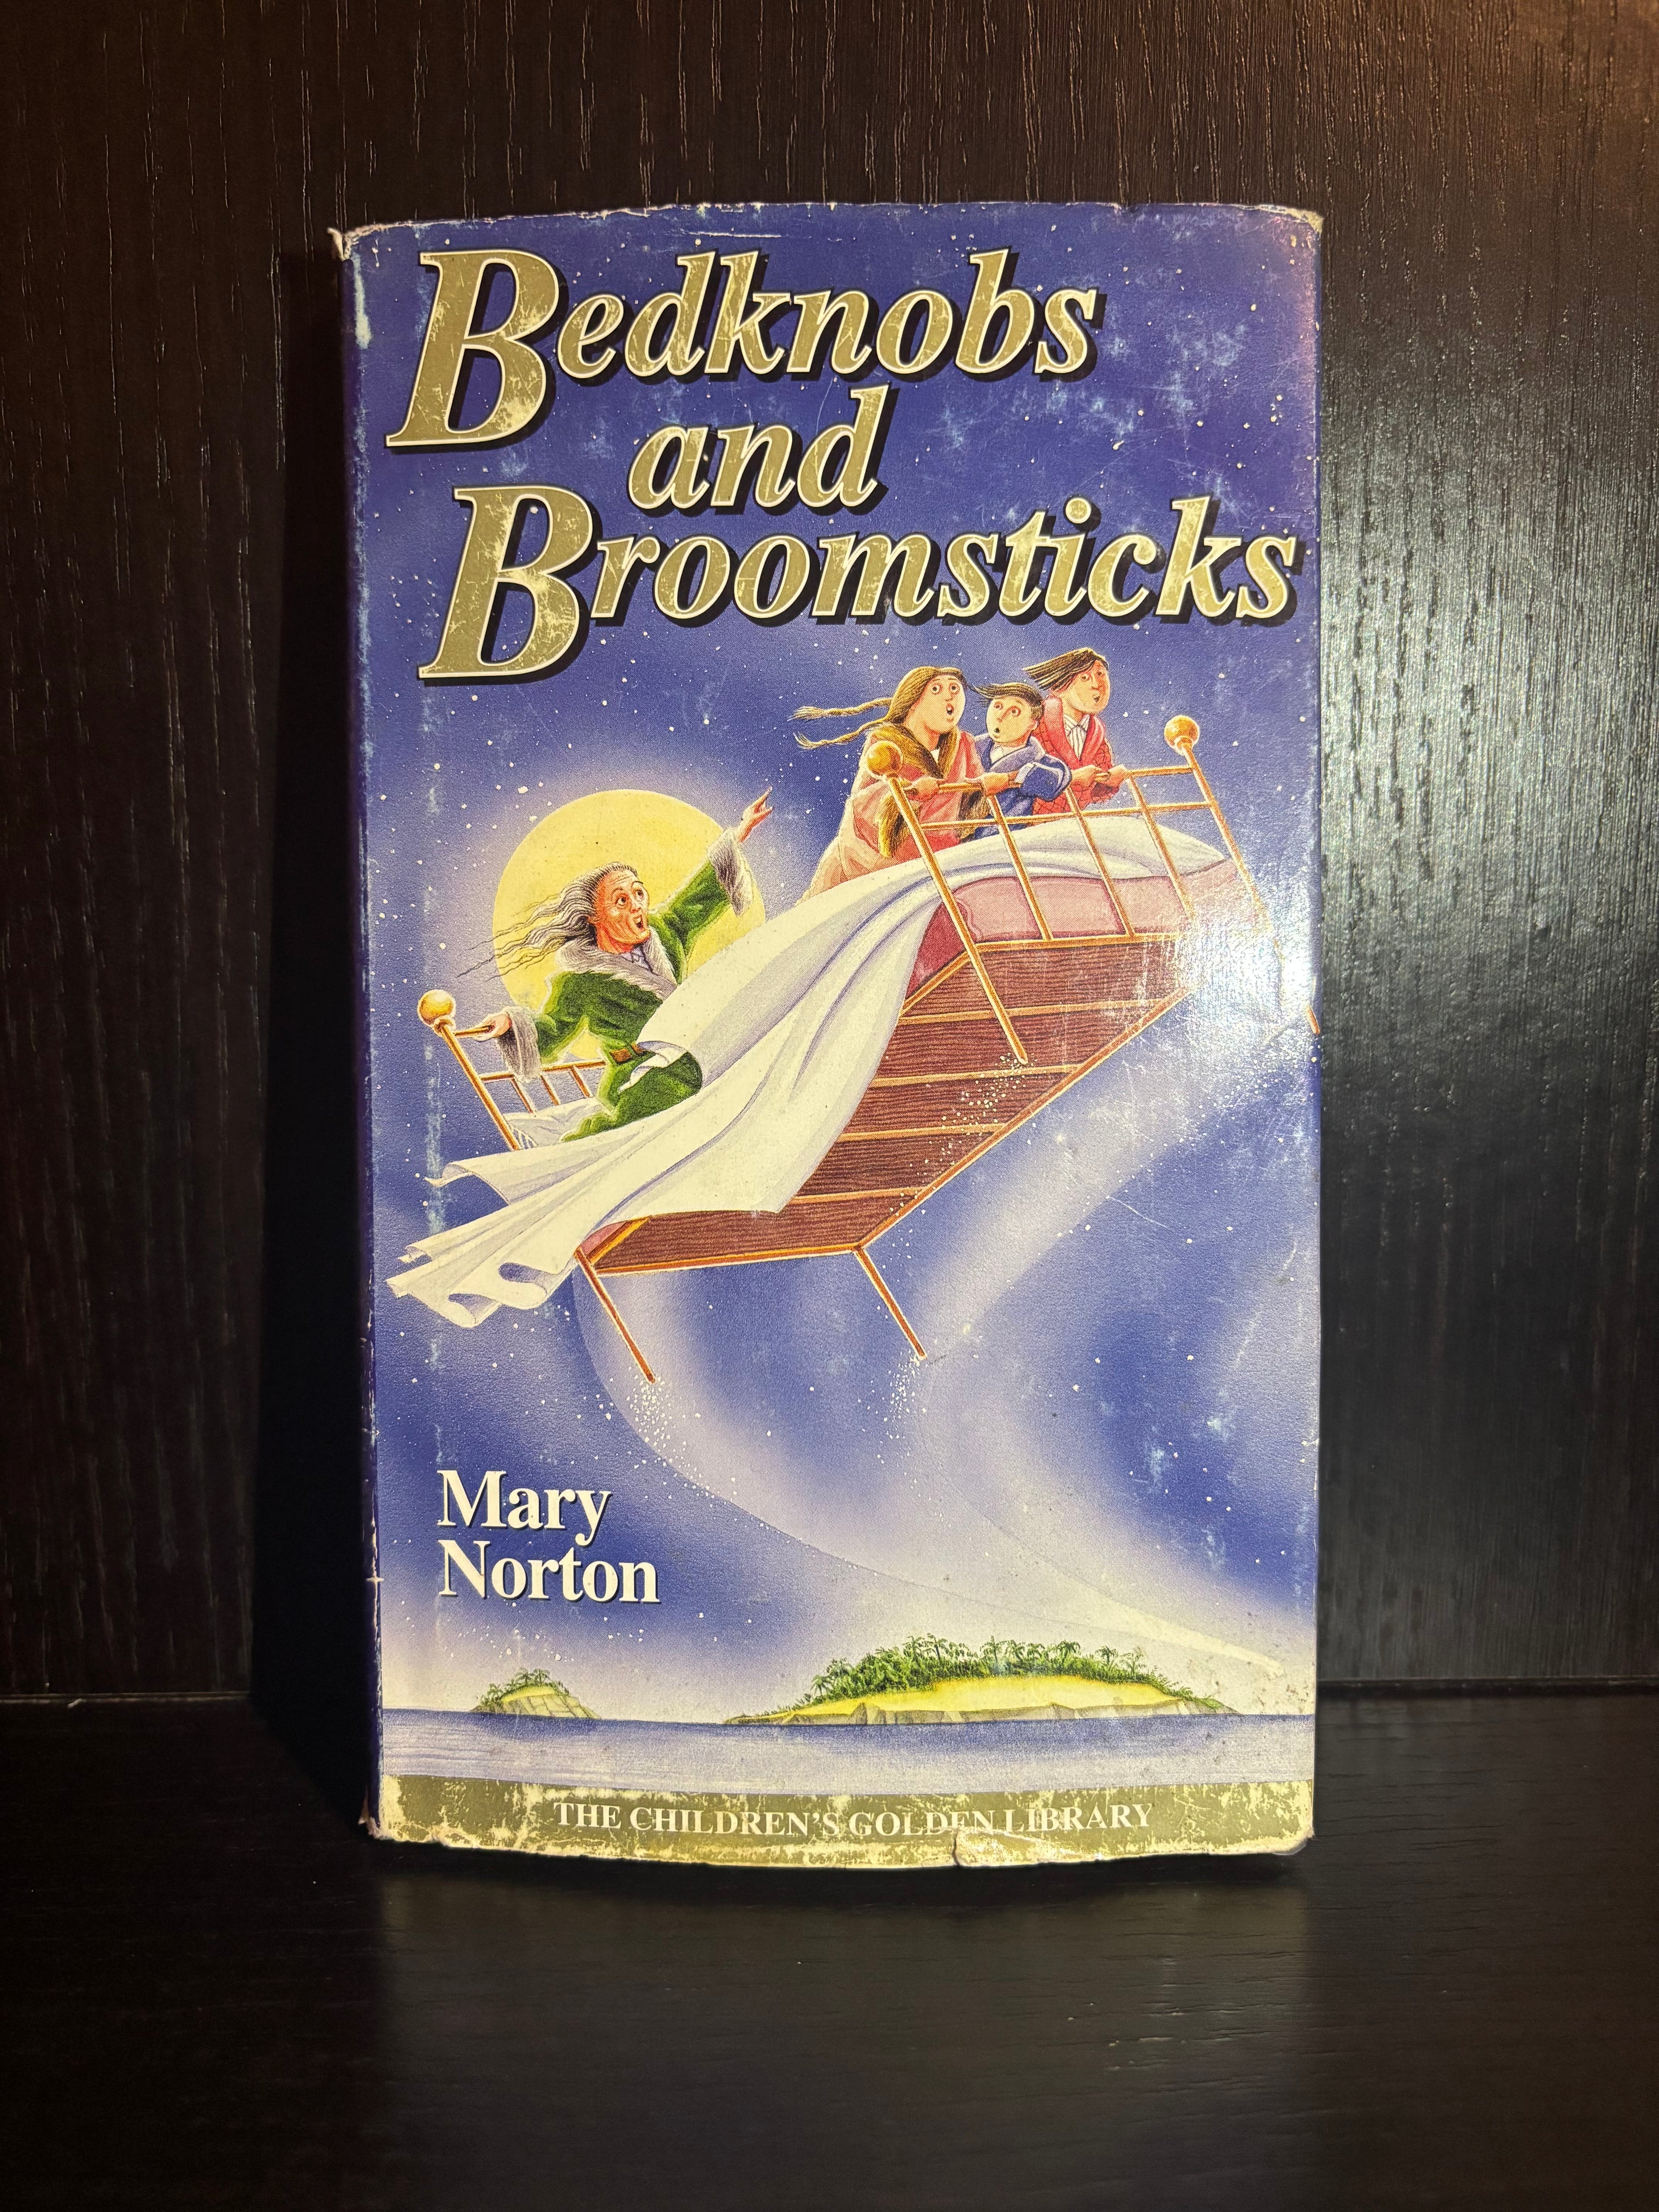 Bedknobs
and
Broomsticks
Mary
Norton
THE CHILDREN'S GOLDEN LIBRARY